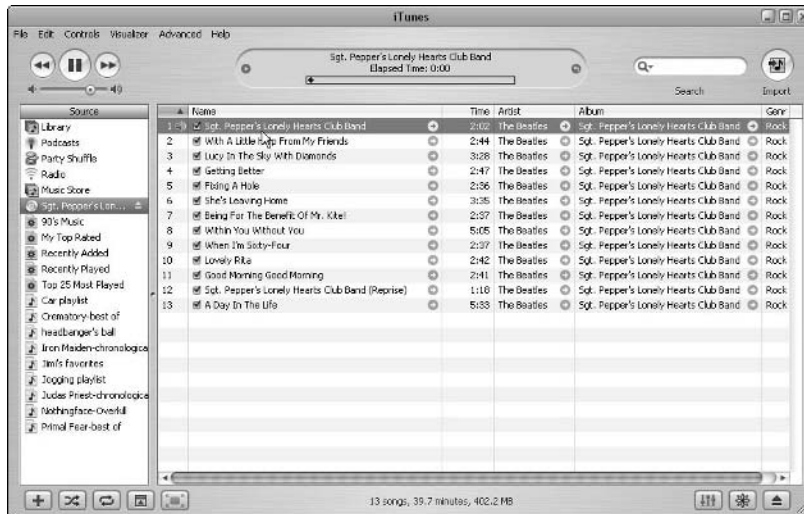 iTunes
File Edit Controls Visualizer Advanced Help
Sgt. Pepper's Lonely Hearts Club Band
Elapsed Time: 0:00
Search
Import
Source
Library
Podcasts
Party Shuffle
Radio
Music Store
Sgt. Pepper's Lon...
90's Music
My Top Rated
Recently Added
Recently Played
Top 25 Most Played
Car playlist
Crematory-best of
headbanger's ball
Iron Maiden-chronologica
Jimi's favorites
Jogging playlist
Judas Priest-chronologica
Nothingface-Overkill
Primal Fear-best of
Name Time Artist Album Genr
1 Sgt. Pepper's Lonely Hearts Club Band 2:02 The Beatles Sgt. Pepper's Lonely Hearts Club Band Rock
2 With A Little Help From My Friends 2:44 The Beatles Sgt. Pepper's Lonely Hearts Club Band Rock
3 Lucy In The Sky With Diamonds 3:28 The Beatles Sgt. Pepper's Lonely Hearts Club Band Rock
4 Getting Better 2:47 The Beatles Sgt. Pepper's Lonely Hearts Club Band Rock
5 Fixing A Hole 2:36 The Beatles Sgt. Pepper's Lonely Hearts Club Band Rock
6 She's Leaving Home 3:35 The Beatles Sgt. Pepper's Lonely Hearts Club Band Rock
7 Being For The Benefit Of Mr. Kite! 2:37 The Beatles Sgt. Pepper's Lonely Hearts Club Band Rock
8 Within You Without You 5:05 The Beatles Sgt. Pepper's Lonely Hearts Club Band Rock
9 When I'm Sixty-Four 2:37 The Beatles Sgt. Pepper's Lonely Hearts Club Band Rock
10 Lovely Rita 2:42 The Beatles Sgt. Pepper's Lonely Hearts Club Band Rock
11 Good Morning Good Morning 2:41 The Beatles Sgt. Pepper's Lonely Hearts Club Band Rock
12 Sgt. Pepper's Lonely Hearts Club Band (Reprise) 1:18 The Beatles Sgt. Pepper's Lonely Hearts Club Band Rock
13 A Day In The Life 5:33 The Beatles Sgt. Pepper's Lonely Hearts Club Band Rock
13 songs, 39.7 minutes, 402.2 MB